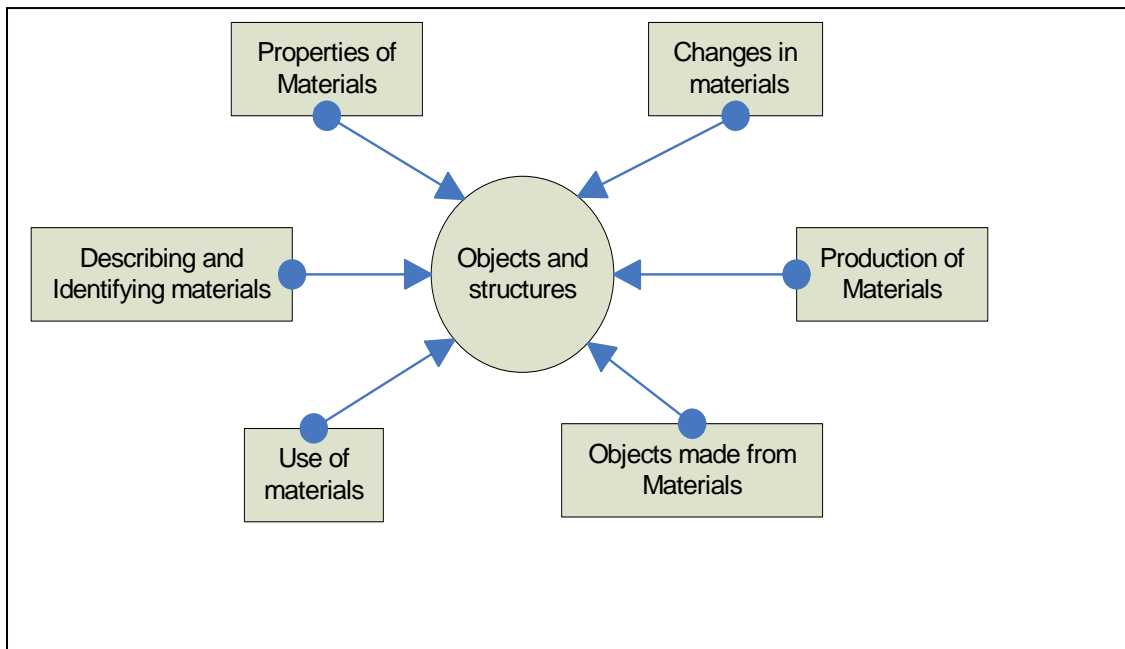 Properties of
Materials
Changes in
materials
Describing and
Identifying materials
Objects and
structures
Production of
Materials
Use of
materials
Objects made from
Materials